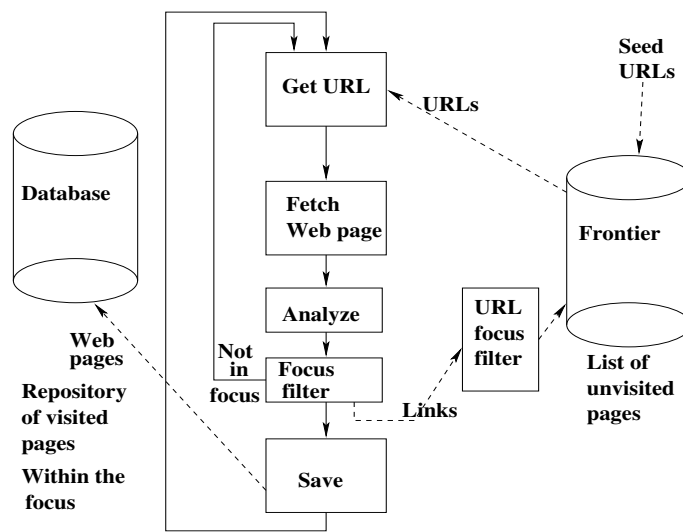 Seed
URLs
Get URL
URLs
Database
Fetch
Web page
Frontier
Analyze
URL
focus
filter
Web
pages
Not
in
focus
Focus
filter
Links
List of
unvisited
pages
Repository
of visited
pages
Within the
focus
Save